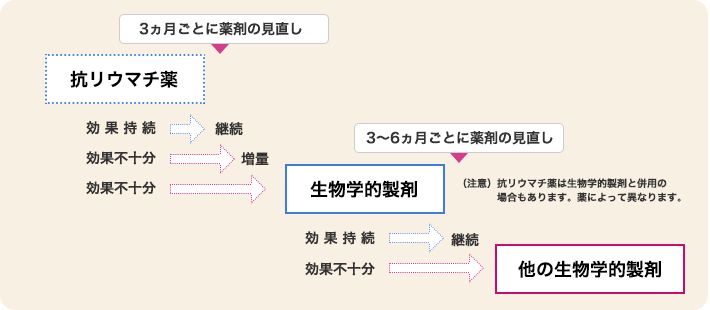 3ヵ月ごとに薬剤の見直し
抗リウマチ薬
効果持続 継続
効果不十分 増量
効果不十分
3〜6ヵ月ごとに薬剤の見直し
生物学的製剤
（注意）抗リウマチ薬は生物学的製剤と併用の
場合もあります。薬によって異なります。
効果持続 継続
効果不十分
他の生物学的製剤